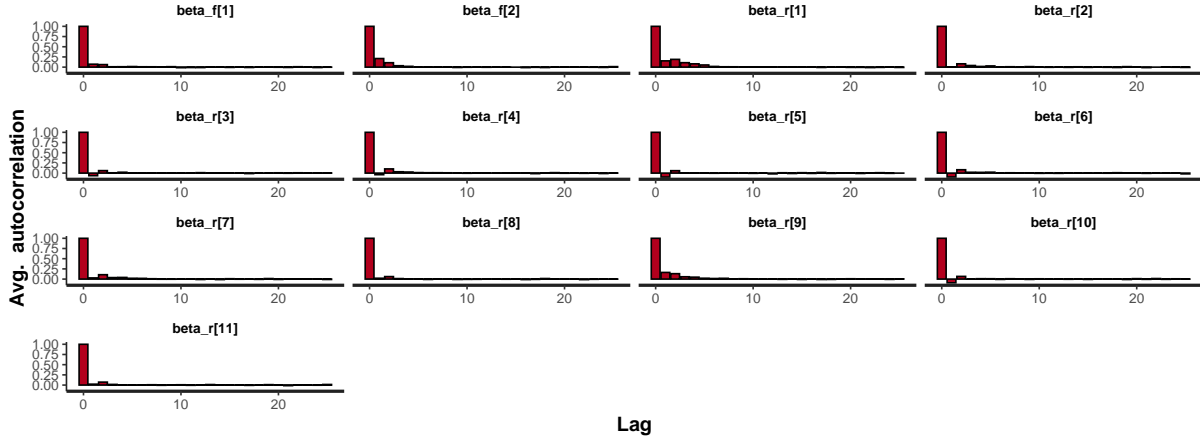 beta_f[1] beta_f[2] beta_r[1] beta_r[2]
1.00
0.75
0.50
0.25
0.00
0 10 20 0 10 20 0 10 20 0 10 20
beta_r[3] beta_r[4] beta_r[5] beta_r[6]
1.00
0.75
0.50
0.25
0.00
0 10 20 0 10 20 0 10 20 0 10 20
beta_r[7] beta_r[8] beta_r[9] beta_r[10]
1.00
0.75
0.50
0.25
0.00
0 10 20 0 10 20 0 10 20 0 10 20
beta_r[11]
1.00
0.75
0.50
0.25
0.00
0 10 20
Avg. autocorrelation
Lag